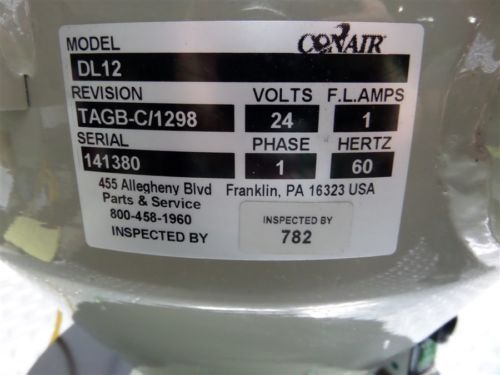 MODEL CONAIR
DL12
REVISION VOLTS F.L.AMPS
TAGB-C/1298 24 1
SERIAL PHASE HERTZ
141380 1 60
455 Allegheny Blvd Franklin, PA 16323 USA
Parts & Service
800-458-1960
INSPECTED BY
INSPECTED BY
782